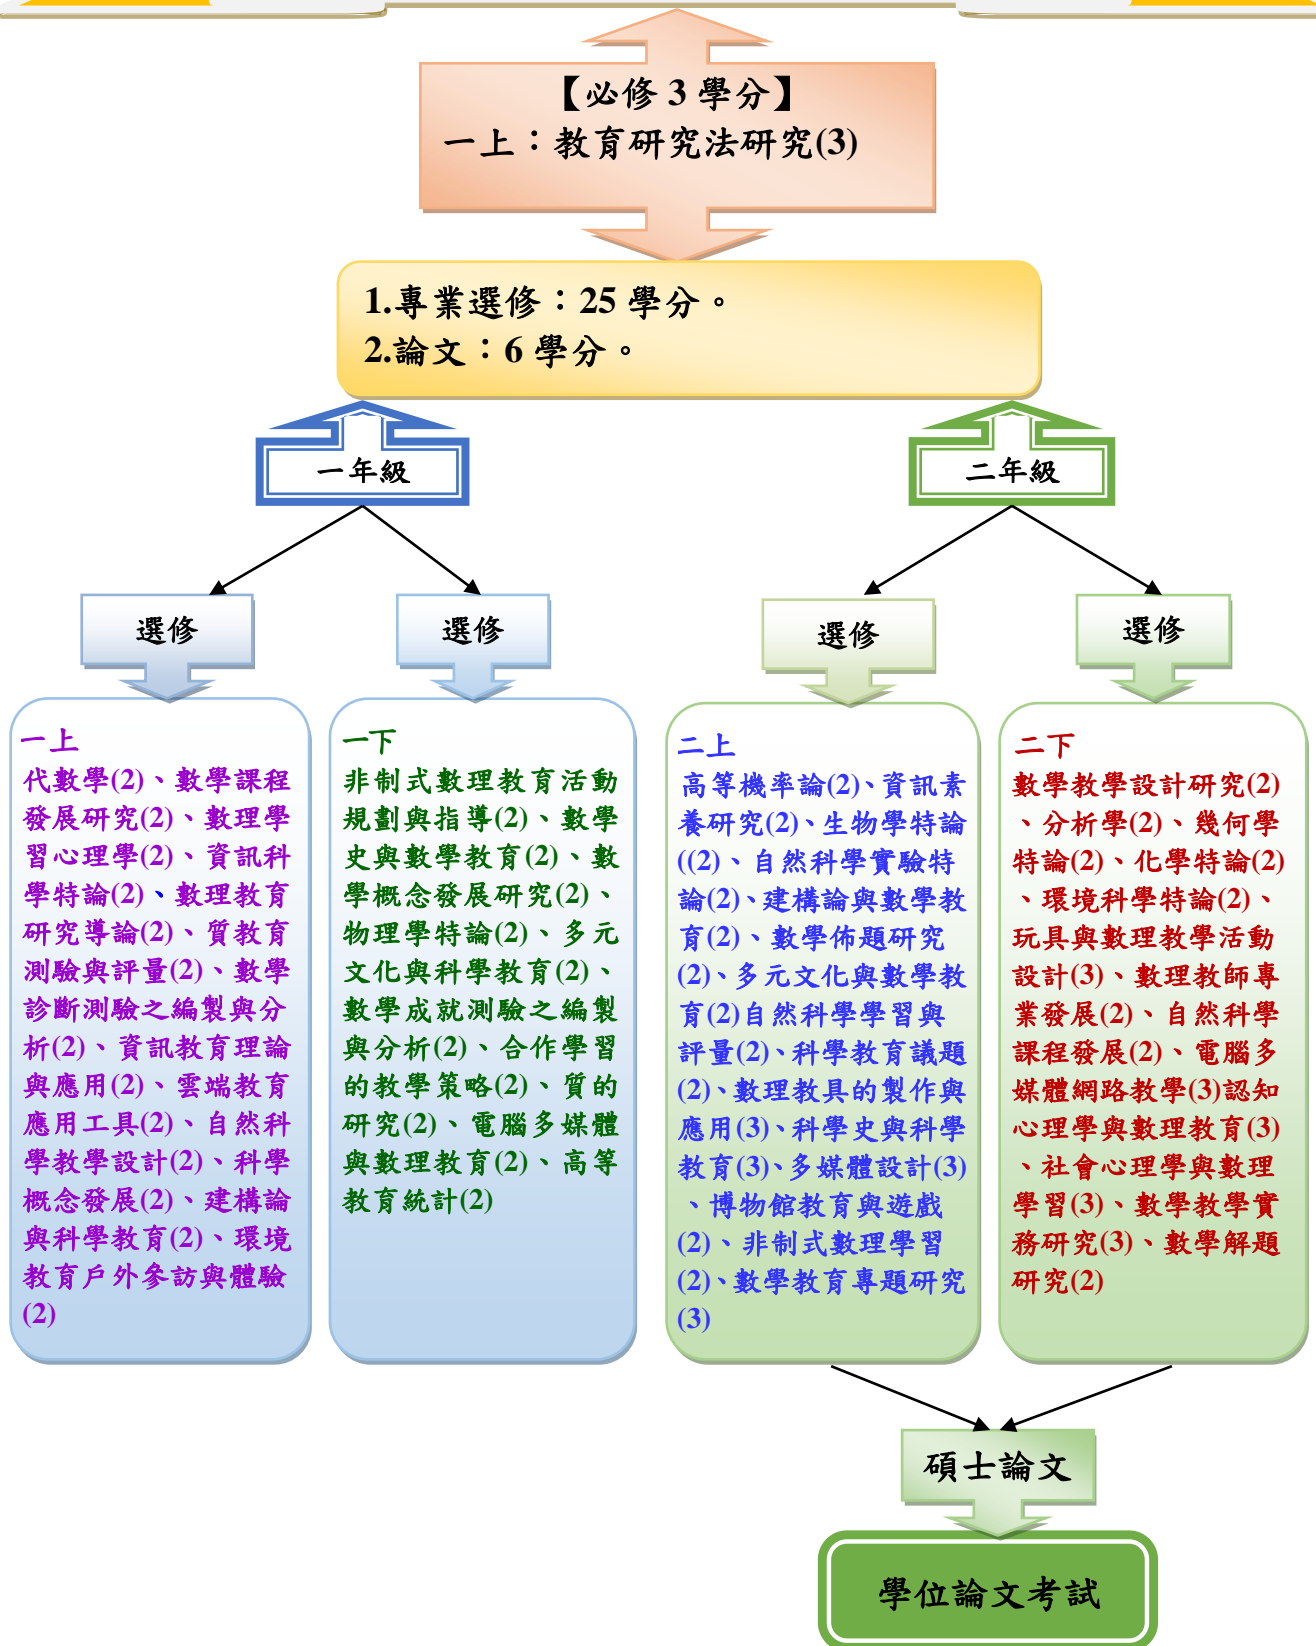 【必修 3 學分】
一上：教育研究法研究(3)
1.專業選修：25 學分。
2.論文：6 學分。
一年級
二年級
選修
選修
選修
選修
一上
代數學(2)、數學課程
發展研究(2)、數理學
習心理學(2)、資訊科
學特論(2)、數理教育
研究導論(2)、質教育
測驗與評量(2)、數學
診斷測驗之編製與分
析(2)、資訊教育理論
與應用(2)、雲端教育
應用工具(2)、自然科
學教學設計(2)、科學
概念發展(2)、建構論
與科學教育(2)、環境
教育戶外參訪與體驗
(2)
一下
非制式數理教育活動
規劃與指導(2)、數學
史與數學教育(2)、數
學概念發展研究(2)、
物理學特論(2)、多元
文化與科學教育(2)、
數學成就測驗之編製
與分析(2)、合作學習
的教學策略(2)、質的
研究(2)、電腦多媒體
與數理教育(2)、高等
教育統計(2)
二上
高等機率論(2)、資訊素
養研究(2)、生物學特論
((2)、自然科學實驗特
論(2)、建構論與數學教
育(2)、數學佈題研究
(2)、多元文化與數學教
育(2)自然科學學習與
評量(2)、科學教育議題
(2)、數理教具的製作與
應用(3)、科學史與科學
教育(3)、多媒體設計(3)
、博物館教育與遊戲
(2)、非制式數理學習
(2)、數學教育專題研究
(3)
二下
數學教學設計研究(2)
、分析學(2)、幾何學
特論(2)、化學特論(2)
、環境科學特論(2)、
玩具與數理教學活動
設計(3)、數理教師專
業發展(2)、自然科學
課程發展(2)、電腦多
媒體網路教學(3)認知
心理學與數理教育(3)
、社會心理學與數理
學習(3)、數學教學實
務研究(3)、數學解題
研究(2)
碩士論文
學位論文考試